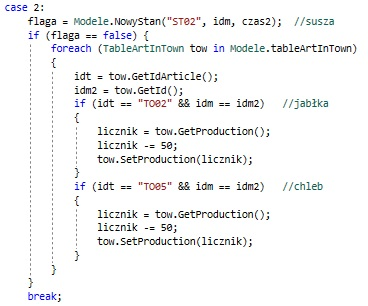 case 2:
flaga = Modele.NowyStan("ST02", idm, czas2);  //susza
if (flaga == false) {
foreach (TableArtInTown tow in Modele.tableArtInTown)
{
idt = tow.GetIdArticle();
idm2 = tow.GetId();
if (idt == "TO02" && idm == idm2)   //jabłka
{
licznik = tow.GetProduction();
licznik -= 50;
tow.SetProduction(licznik);
}
if (idt == "TO05" && idm == idm2)   //chleb
{
licznik = tow.GetProduction();
licznik -= 50;
tow.SetProduction(licznik);
}
}
}
break;